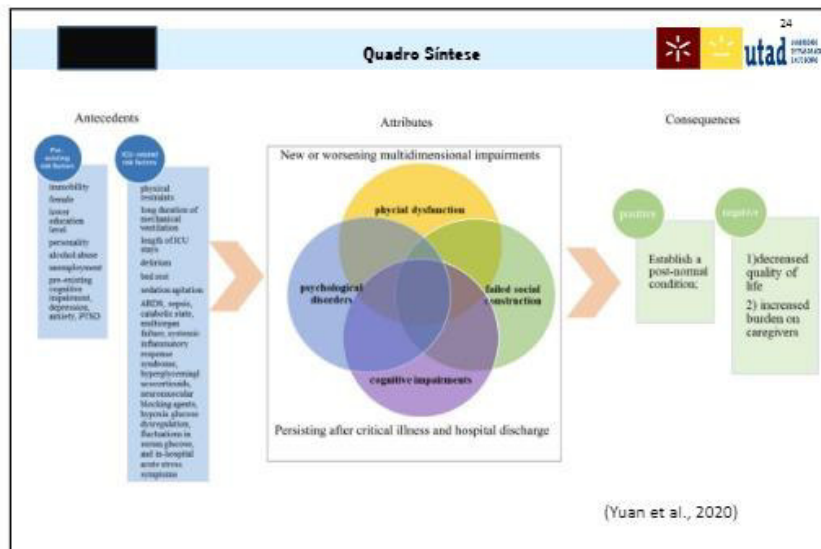 24
Quadro Síntese
utad
Antecedents
Attributes
Consequences
Pre-
existing
risk factors
immobility
female
lower
education
level
personality
alcohol abuse
unemployment
pre-existing
cognitive
impairment,
depression,
anxiety, PTSD
ICU-related
risk factors
physical
restraints
long duration of
mechanical
ventilation
length of ICU
stays
delirium
bed rest
sedation agitation
ARDS, sepsis,
catabolic state,
multiorgan
failure, systemic
inflammatory
response
syndrome,
neuromuscular
blocking agents,
hypoxia glucose
dysregulation,
fluctuations in
serum glucose,
and in-hospital
acute stress
symptoms
New or worsening multidimensional impairments
phycial dysfunction
psychological
disorders
failed social
construction
cognitive impairments
Persisting after critical illness and hospital discharge
positive
Establish a
post-normal
condition;
negative
1)decrensed
quality of
life
2) incrensed
burden on
caregivers
(Yuan et al., 2020)